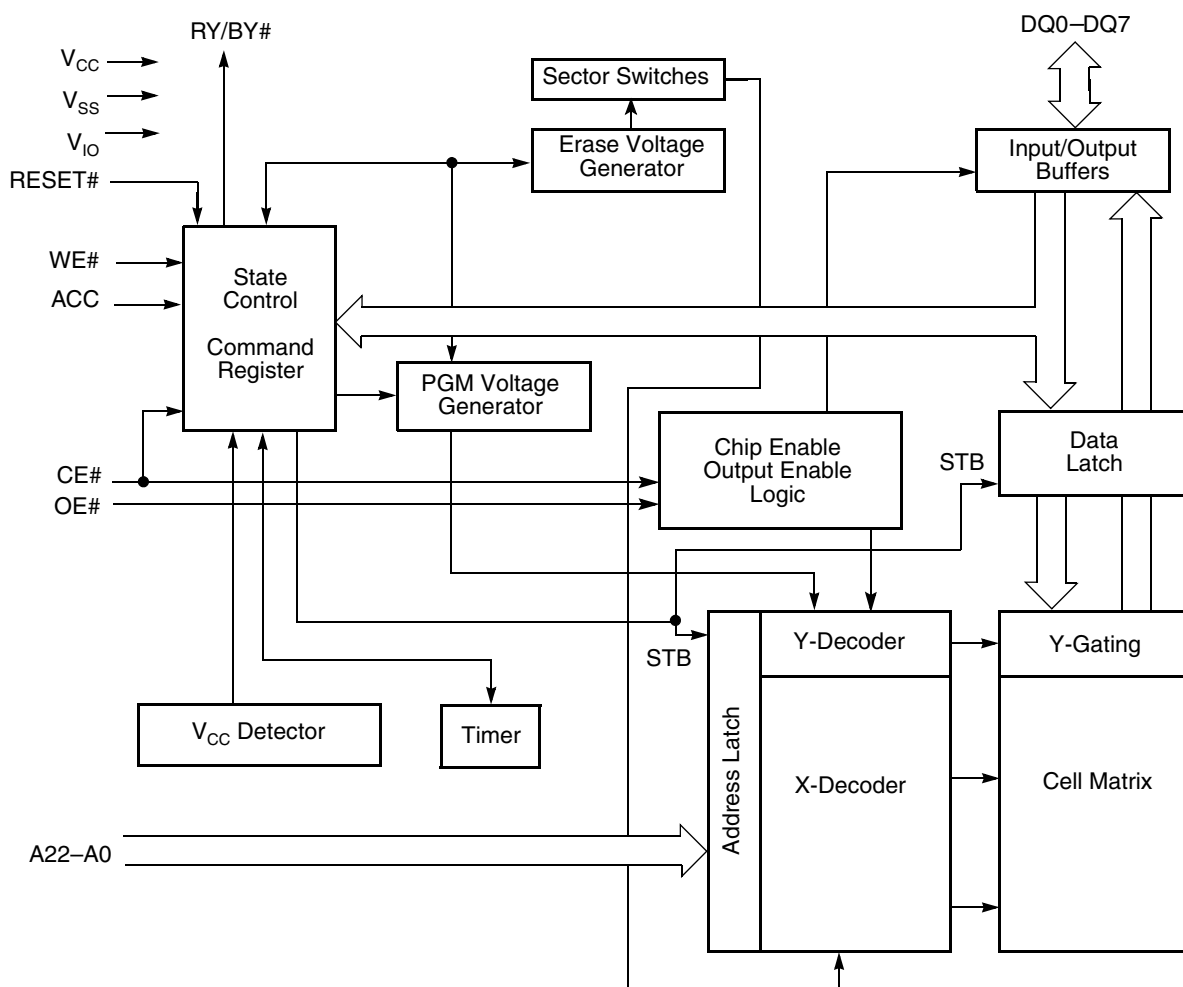 RY/BY#
DQ0–DQ7
VCC
VSS
VIO
RESET#
WE#
ACC
CE#
OE#
A22–A0
Sector Switches
Erase Voltage
Generator
Input/Output
Buffers
State
Control
Command
Register
PGM Voltage
Generator
Chip Enable
Output Enable
Logic
STB
Data
Latch
STB
Y-Decoder
Y-Gating
VCC Detector
Timer
Address Latch
X-Decoder
Cell Matrix